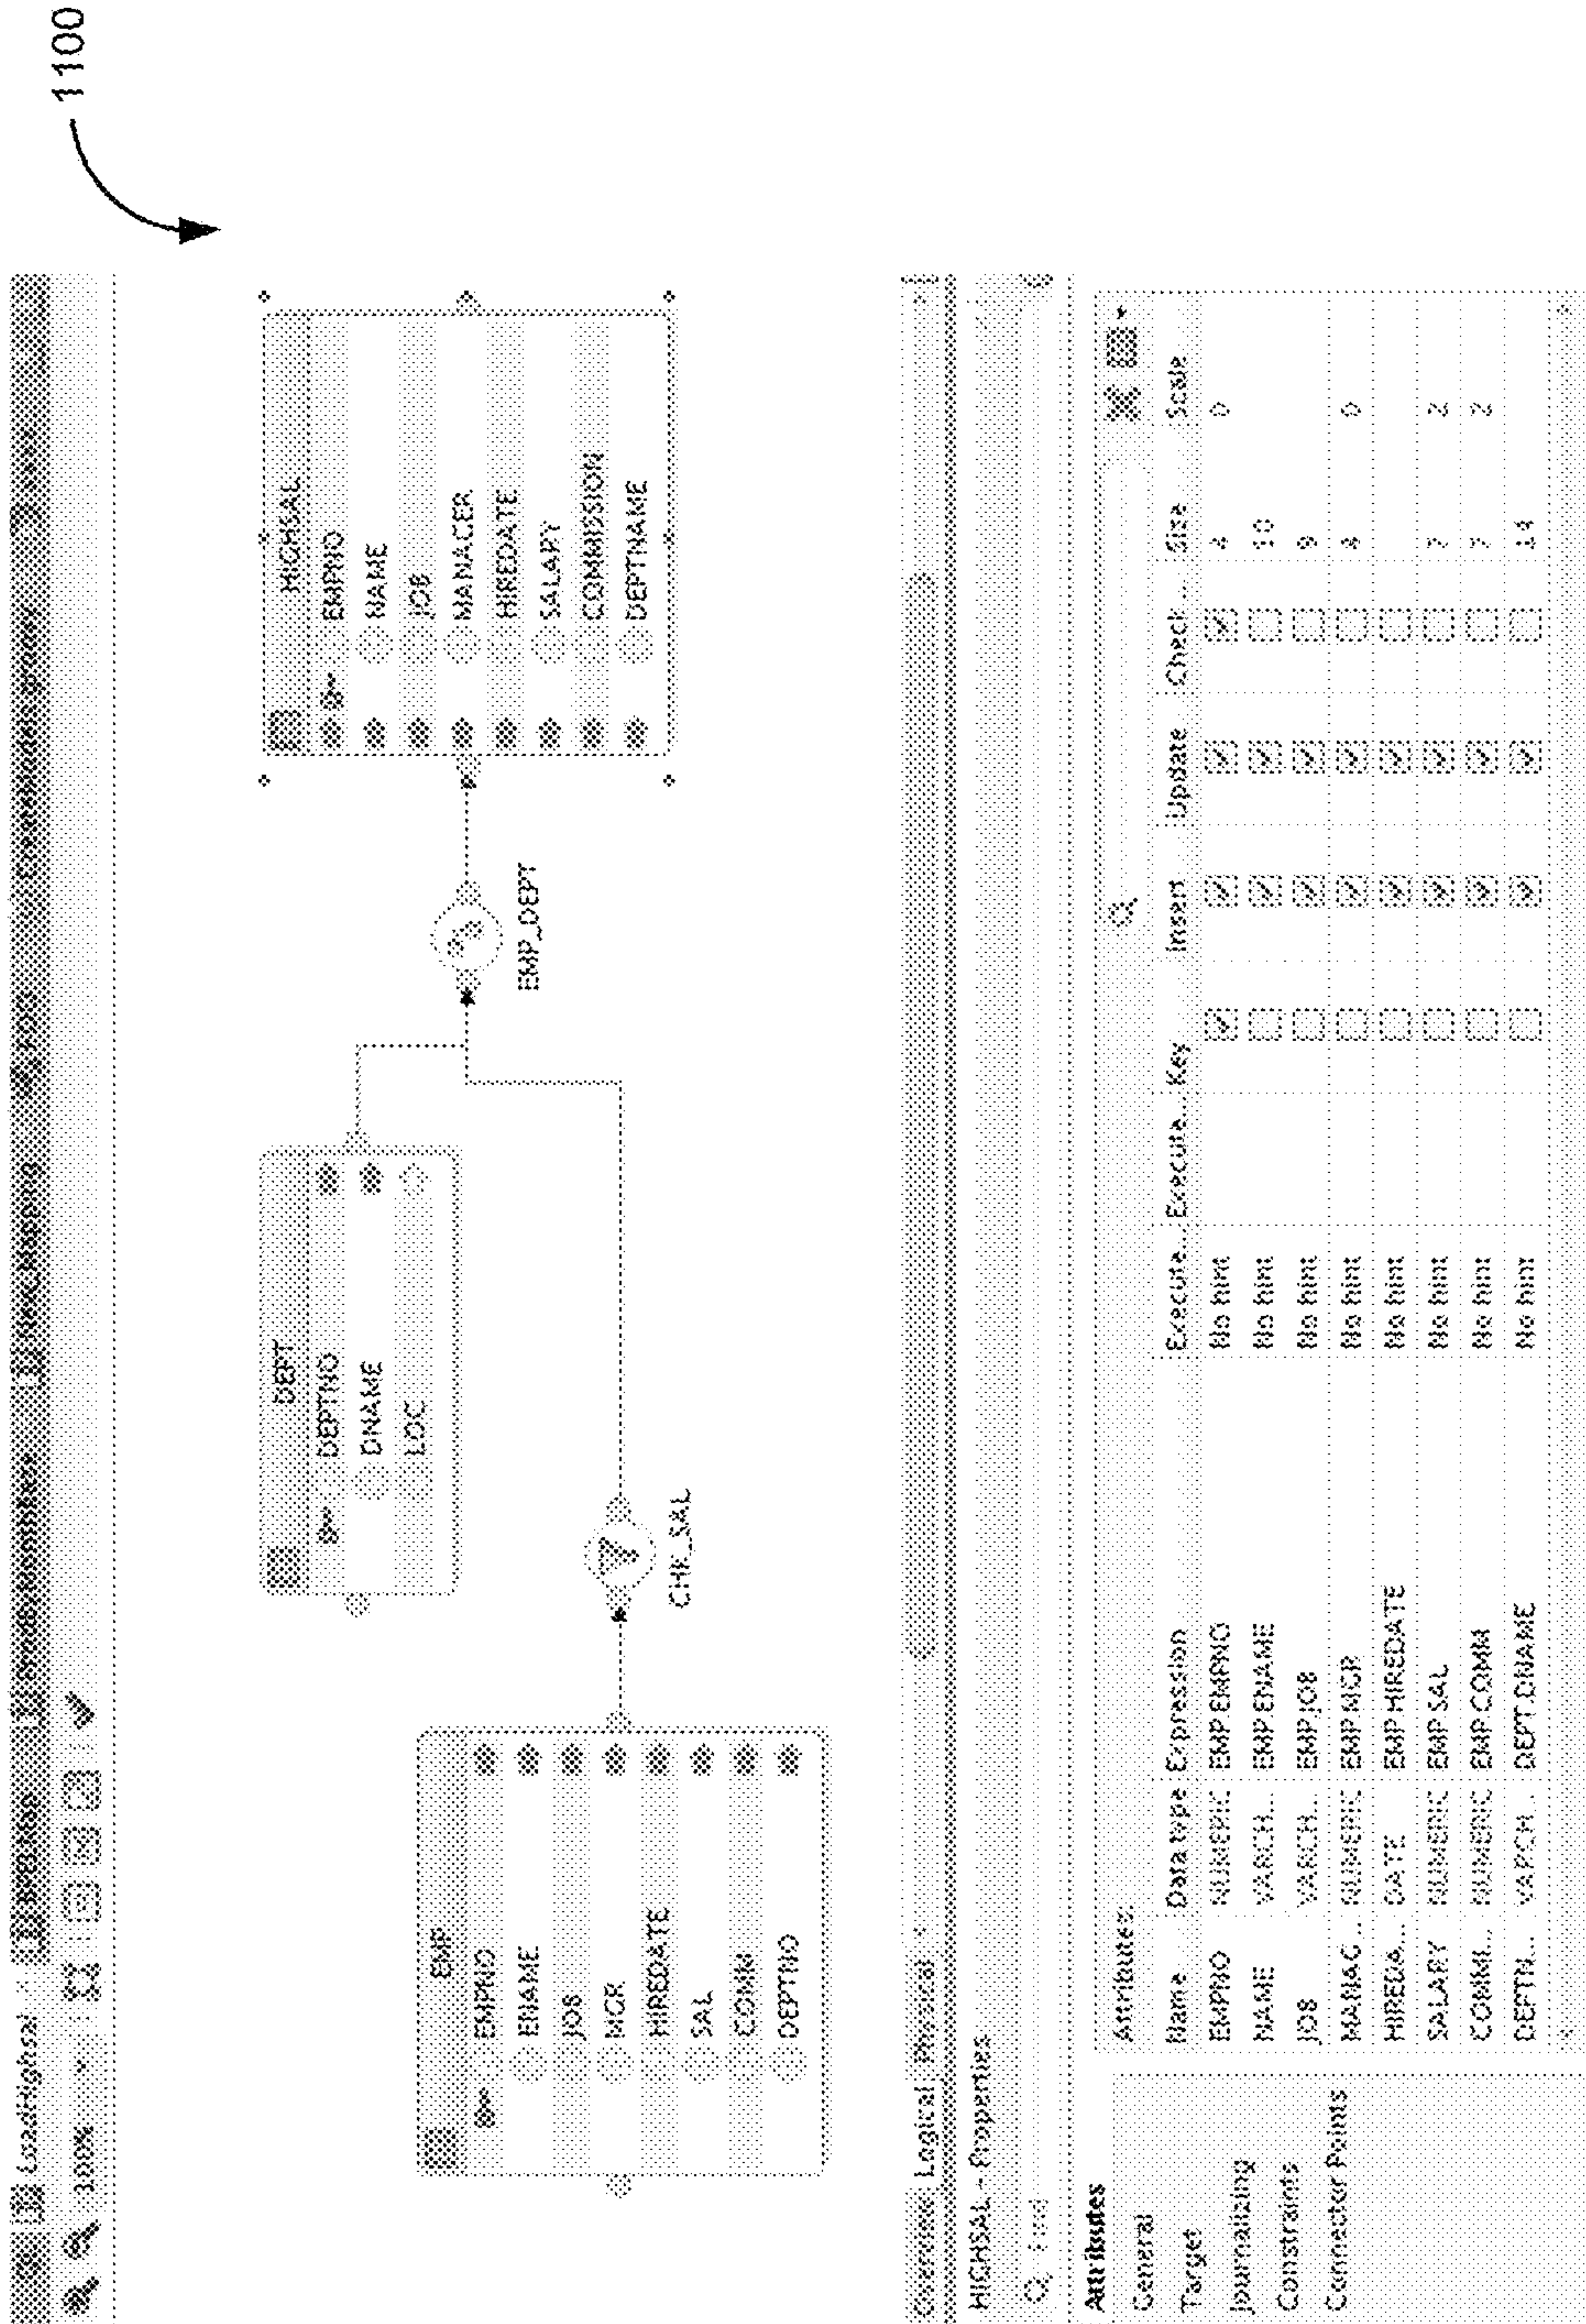 1100
LoadHighsal
100%
EMP
EMPNO
ENAME
JOB
MGR
HIREDATE
SAL
COMM
DEPTNO
DEPT
DEPTNO
DNAME
LOC
CHK_SAL
EMP_DEPT
HIGHSAL
EMPNO
NAME
JOB
MANAGER
HIREDATE
SALARY
COMMISSION
DEPTNAME
Overview Logical Physical
HIGHSAL - Properties
Find
Attributes
General
Target
Journalizing
Constraints
Connector Points
Attributes:
Name Data type Expression Execute... Execute... Key Insert Update Check ... Size Scale
EMPNO NUMERIC EMP.EMPNO No hint 4 0
NAME VARCH... EMP.ENAME No hint 10
JOB VARCH... EMP.JOB No hint 9
MANAG... NUMERIC EMP.MGR No hint 4 0
HIREDA... DATE EMP.HIREDATE No hint
SALARY NUMERIC EMP.SAL No hint 7 2
COMMI... NUMERIC EMP.COMM No hint 7 2
DEPTN... VARCH... DEPT.DNAME No hint 14